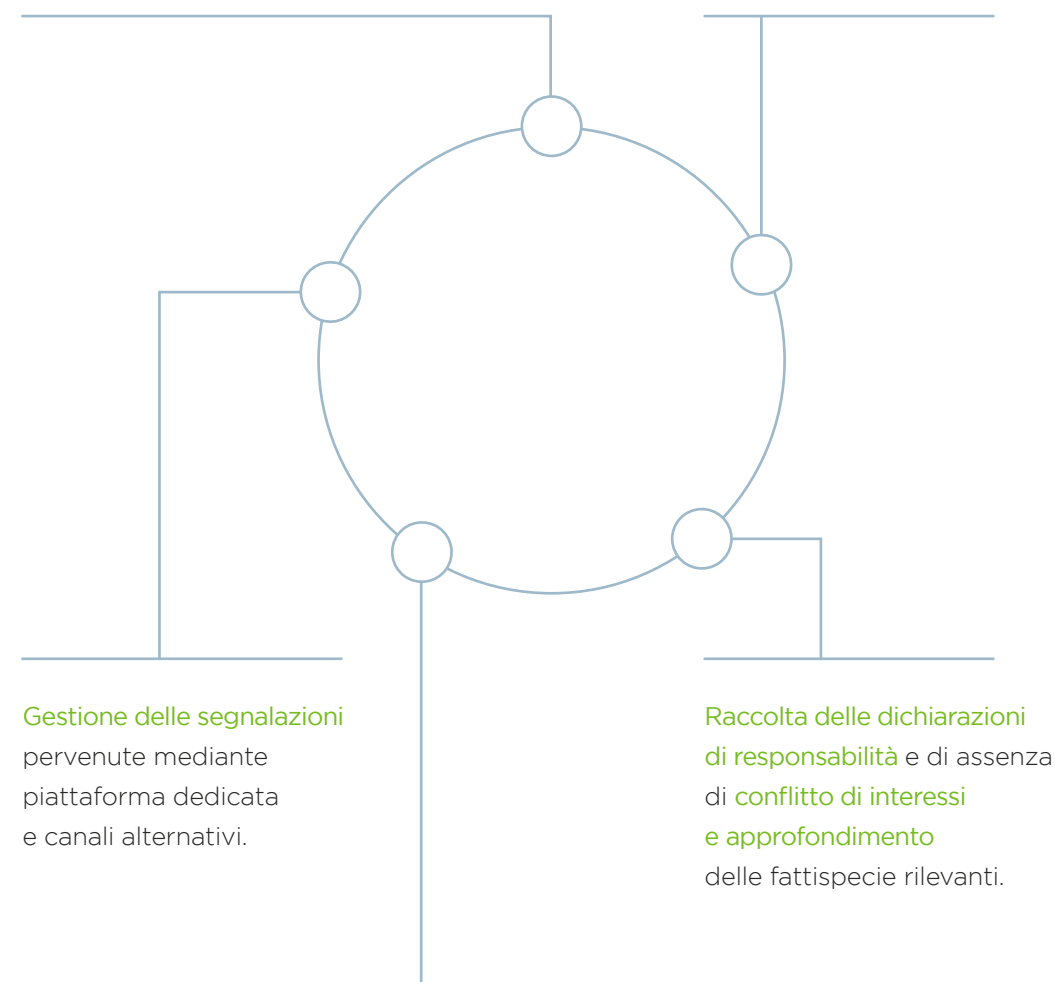 Gestione delle segnalazioni
pervenute mediante
piattaforma dedicata
e canali alternativi.
Raccolta delle dichiarazioni
di responsabilità e di assenza
di conflitto di interessi
e approfondimento
delle fattispecie rilevanti.